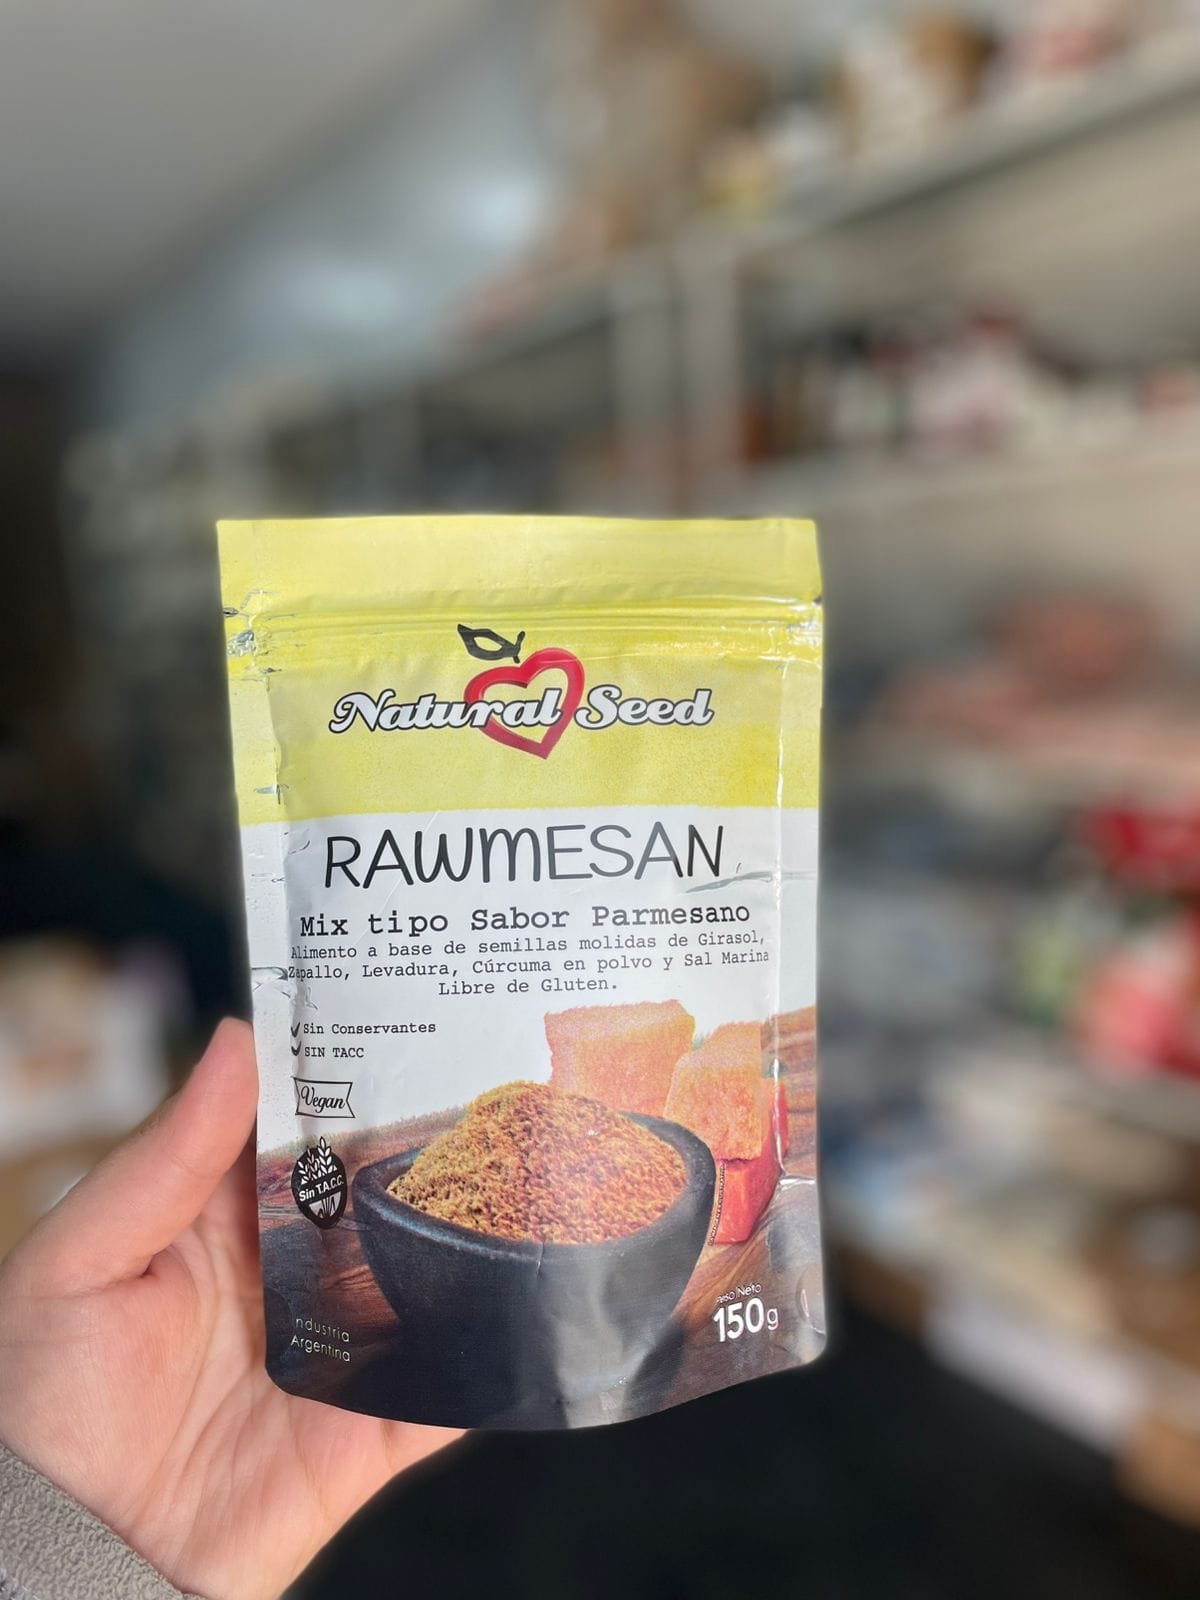 Natural Seed
RAWMESAN
Mix tipo Sabor Parmesano
Alimento a base de semillas molidas de Girasol,
Zapallo, Levadura, Cúrcuma en polvo y Sal Marina
Libre de Gluten.
Sin Conservantes
SIN TACC
Vegan
Sin T.A.C.C.
Peso Neto
150g
Industria
Argentina